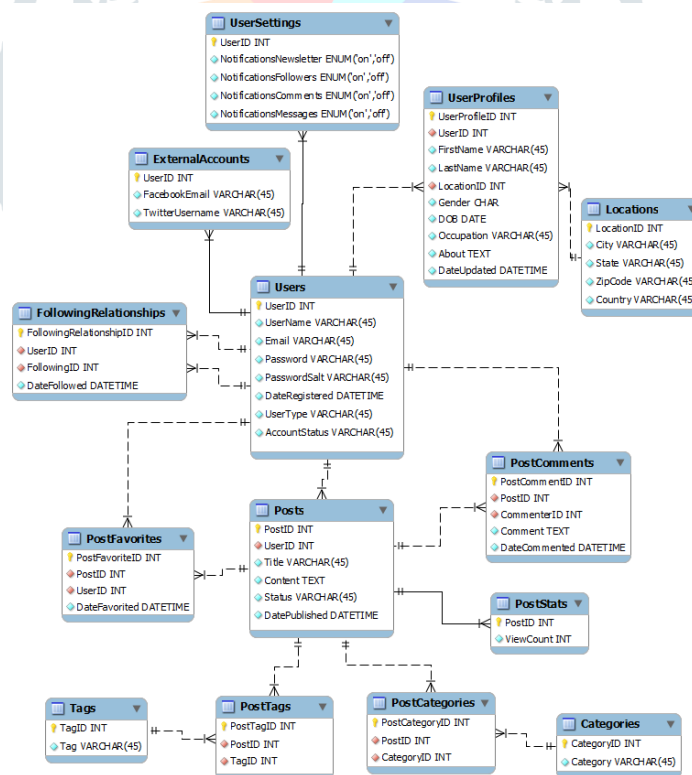 UserSettings
UserID INT
NotificationsNewsletter ENUM('on','off')
NotificationsFollowers ENUM('on','off')
NotificationsComments ENUM('on','off')
NotificationsMessages ENUM('on','off')
UserProfiles
UserProfileID INT
UserID INT
FirstName VARCHAR(45)
LastName VARCHAR(45)
LocationID INT
Gender CHAR
DOB DATE
Occupation VARCHAR(45)
About TEXT
DateUpdated DATETIME
ExternalAccounts
UserID INT
FacebookEmail VARCHAR(45)
TwitterUsername VARCHAR(45)
Locations
LocationID INT
City VARCHAR(45)
State VARCHAR(45)
ZipCode VARCHAR(45
Country VARCHAR(45
Users
UserID INT
UserName VARCHAR(45)
Email VARCHAR(45)
Password VARCHAR(45)
PasswordSalt VARCHAR(45)
DateRegistered DATETIME
UserType VARCHAR(45)
AccountStatus VARCHAR(45)
FollowingRelationships
FollowingRelationshipID INT
UserID INT
FollowingID INT
DateFollowed DATETIME
PostComments
PostCommentID INT
PostID INT
CommenterID INT
Comment TEXT
DateCommented DATETIME
Posts
PostID INT
UserID INT
Title VARCHAR(45)
Content TEXT
Status VARCHAR(45)
DatePublished DATETIME
PostFavorites
PostFavoriteID INT
PostID INT
UserID INT
DateFavorited DATETIME
PostStats
PostID INT
ViewCount INT
Tags
TagID INT
Tag VARCHAR(45)
PostTags
PostTagID INT
PostID INT
TagID INT
PostCategories
PostCategoryID INT
PostID INT
CategoryID INT
Categories
CategoryID INT
Category VARCHAR(45)